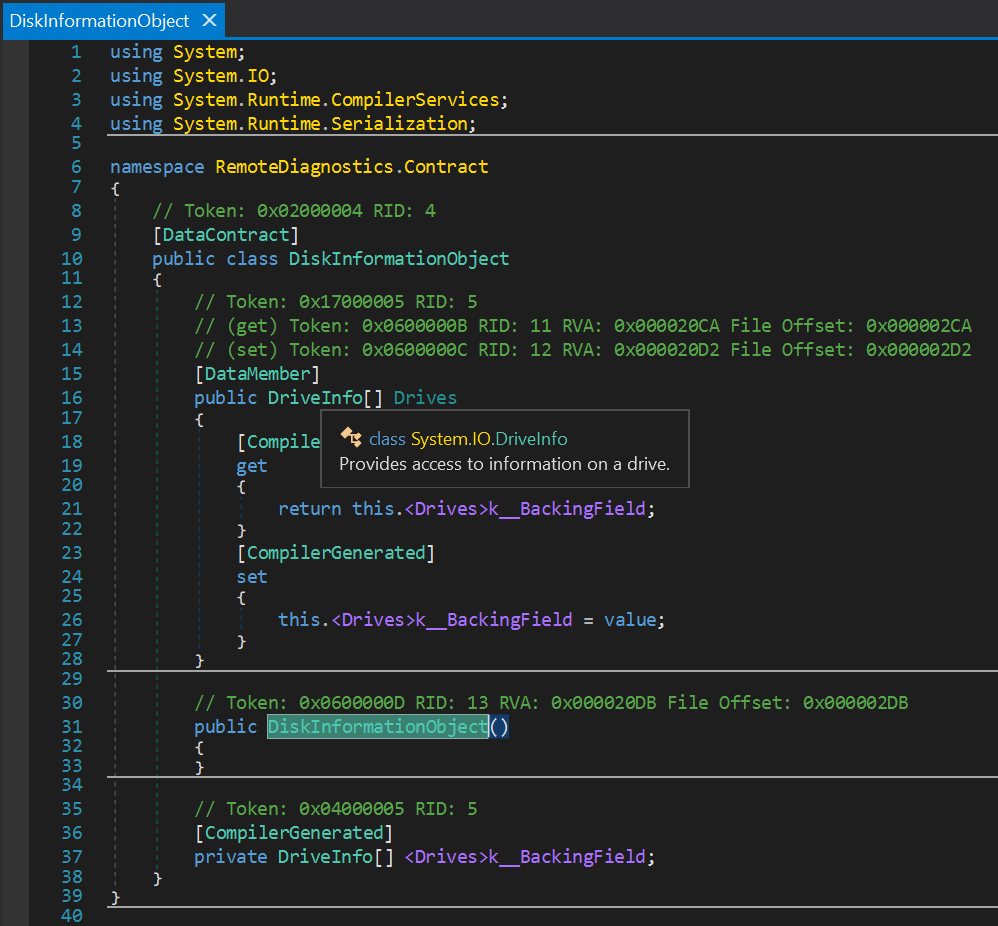 DiskInformationObject ✕
1 using System;
2 using System.IO;
3 using System.Runtime.CompilerServices;
4 using System.Runtime.Serialization;
5
6 namespace RemoteDiagnostics.Contract
7 {
8 // Token: 0x02000004 RID: 4
9 [DataContract]
10 public class DiskInformationObject
11 {
12 // Token: 0x17000005 RID: 5
13 // (get) Token: 0x0600000B RID: 11 RVA: 0x000020CA File Offset: 0x000002CA
14 // (set) Token: 0x0600000C RID: 12 RVA: 0x000020D2 File Offset: 0x000002D2
15 [DataMember]
16 public DriveInfo[] Drives
17 {
18 [Compile
class System.IO.DriveInfo
Provides access to information on a drive.
19 get
20 {
21 return this.<Drives>k__BackingField;
22 }
23 [CompilerGenerated]
24 set
25 {
26 this.<Drives>k__BackingField = value;
27 }
28 }
29
30 // Token: 0x0600000D RID: 13 RVA: 0x000020DB File Offset: 0x000002DB
31 public DiskInformationObject()
32 {
33 }
34
35 // Token: 0x04000005 RID: 5
36 [CompilerGenerated]
37 private DriveInfo[] <Drives>k__BackingField;
38 }
39 }
40